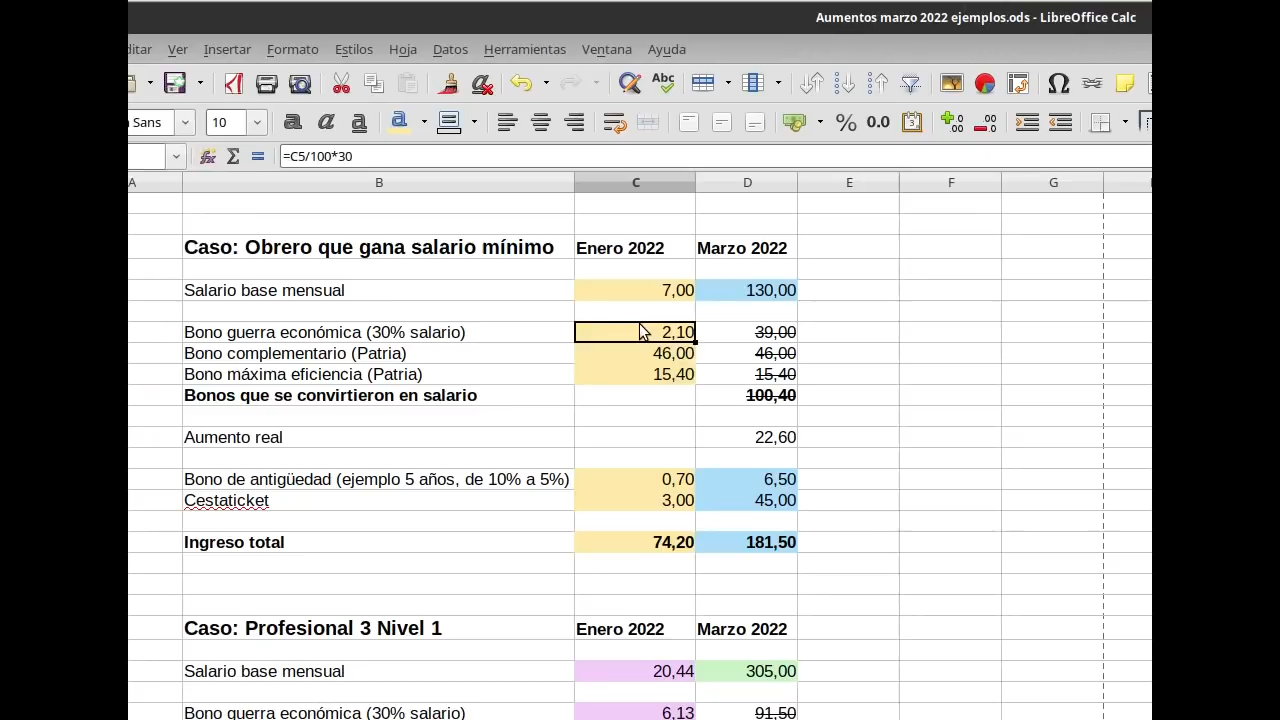 Aumentos marzo 2022 ejemplos.ods - LibreOffice Calc
ditar Ver Insertar Formato Estilos Hoja Datos Herramientas Ventana Ayuda
Abc
Sans 10 a a a a % 0.0
=C5/100*30
A B C D E F G
Caso: Obrero que gana salario mínimo Enero 2022 Marzo 2022
Salario base mensual 7,00 130,00
Bono guerra económica (30% salario) 2,10 39,00
Bono complementario (Patria) 46,00 46,00
Bono máxima eficiencia (Patria) 15,40 15,40
Bonos que se convirtieron en salario 100,40
Aumento real 22,60
Bono de antigüedad (ejemplo 5 años, de 10% a 5%) 0,70 6,50
Cestaticket 3,00 45,00
Ingreso total 74,20 181,50
Caso: Profesional 3 Nivel 1 Enero 2022 Marzo 2022
Salario base mensual 20,44 305,00
Bono guerra económica (30% salario) 6,13 91,50